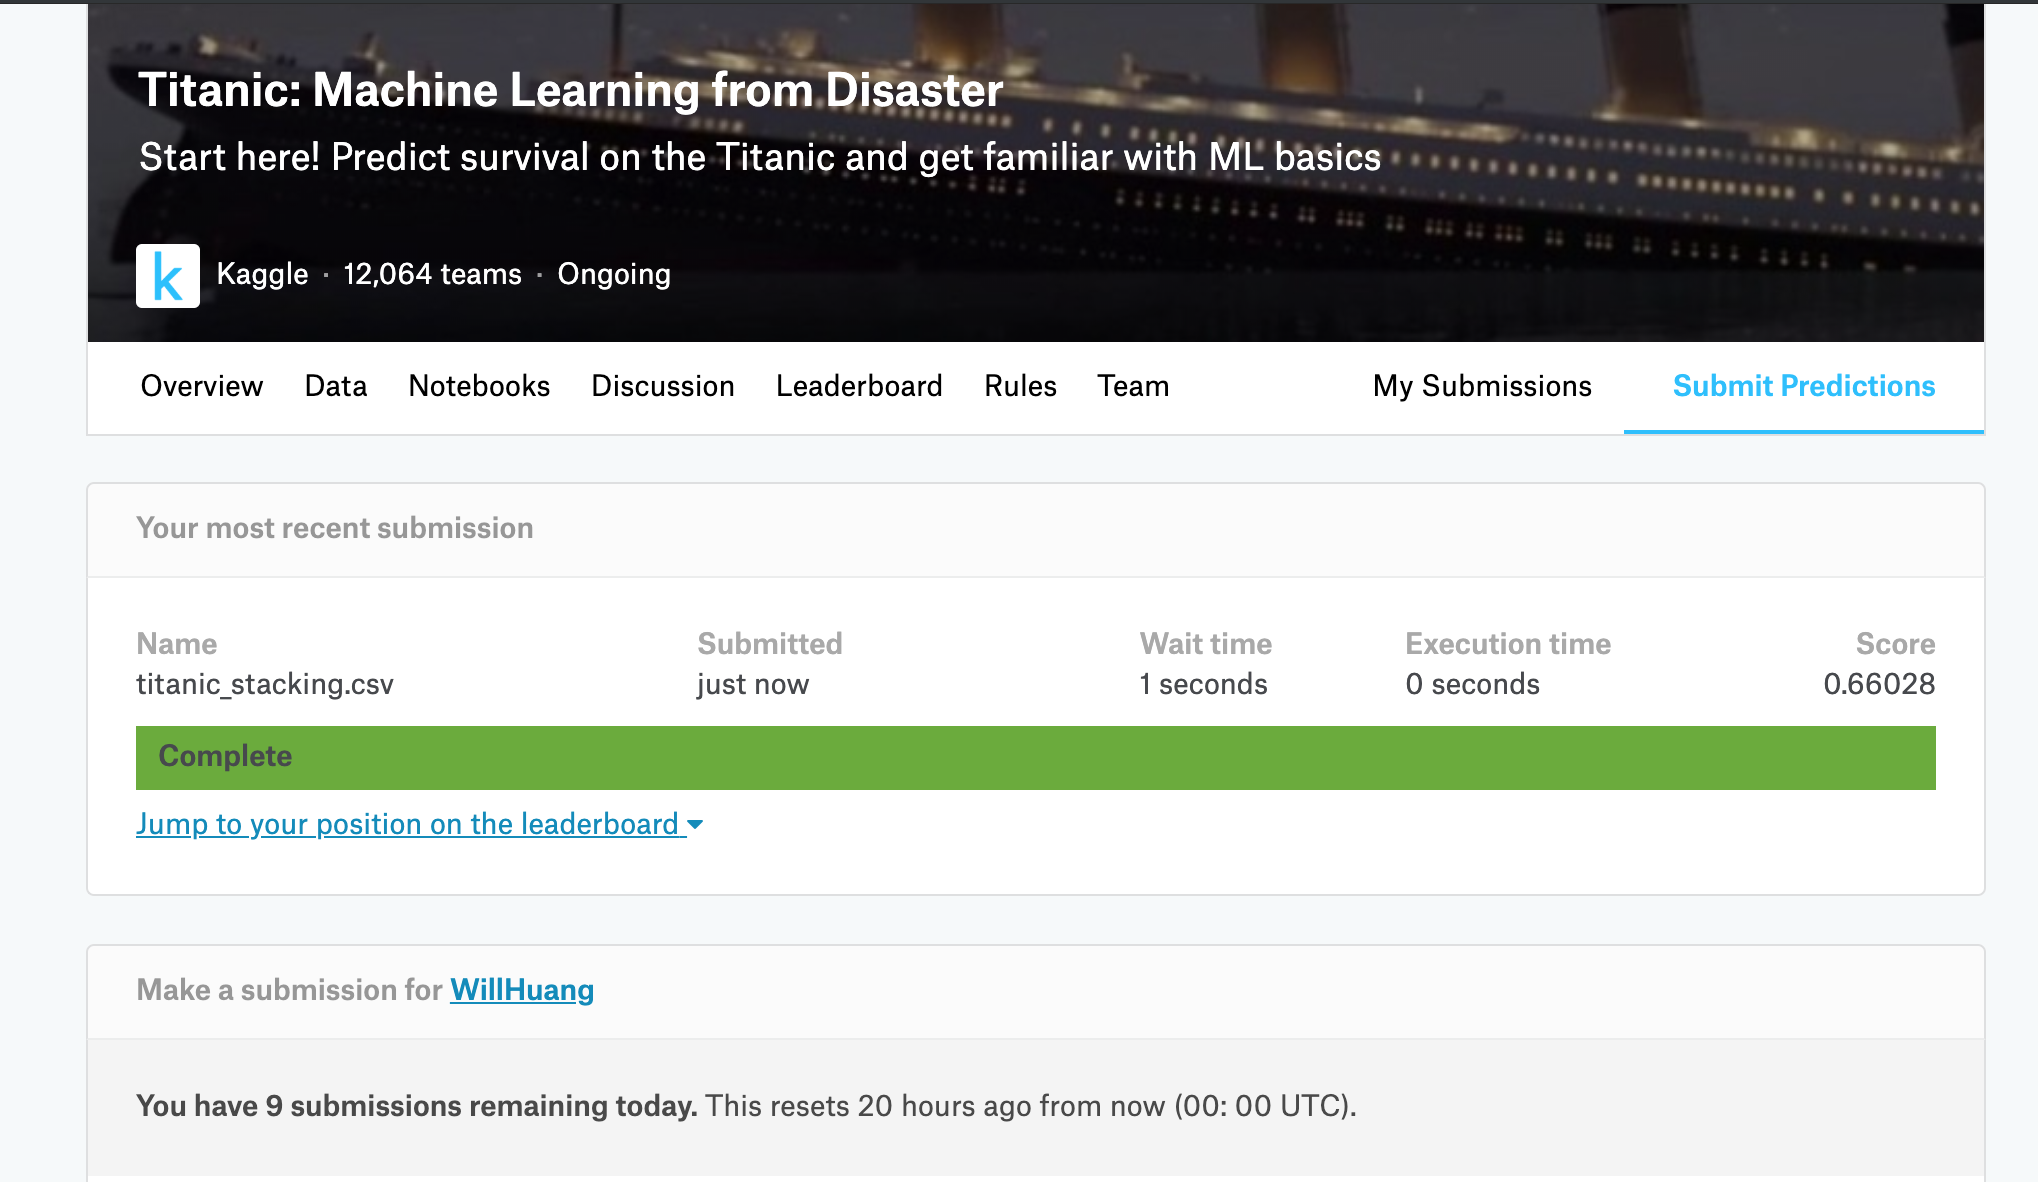 Titanic: Machine Learning from Disaster
Start here! Predict survival on the Titanic and get familiar with ML basics
k Kaggle · 12,064 teams · Ongoing
Overview Data Notebooks Discussion Leaderboard Rules Team My Submissions Submit Predictions
Your most recent submission
Name Submitted Wait time Execution time Score
titanic_stacking.csv just now 1 seconds 0 seconds 0.66028
Complete
Jump to your position on the leaderboard
Make a submission for WillHuang
You have 9 submissions remaining today. This resets 20 hours ago from now (00: 00 UTC).